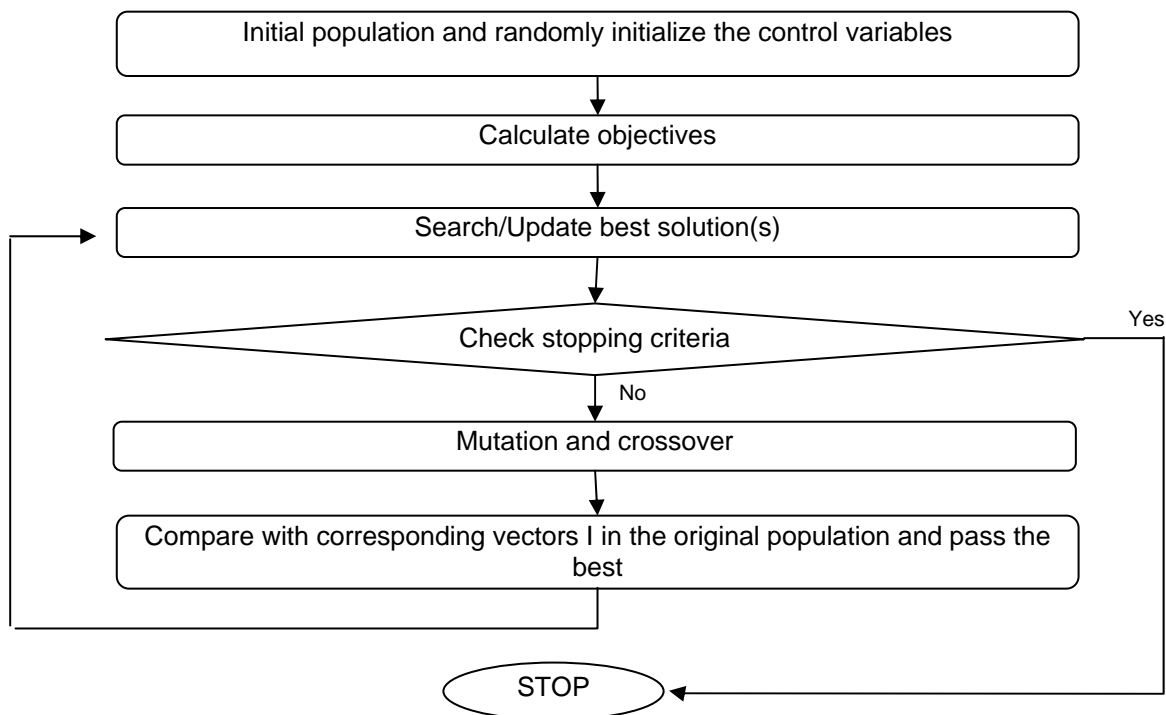 Initial population and randomly initialize the control variables
Calculate objectives
Search/Update best solution(s)
Check stopping criteria
Yes
No
Mutation and crossover
Compare with corresponding vectors I in the original population and pass the
best
STOP